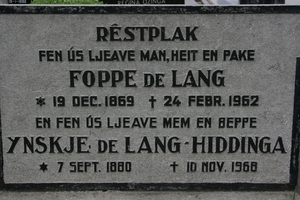 RÊSTPLAK
FEN ÚS LJEAVE MAN, HEIT EN PAKE
FOPPE DE LANG
* 19 DEC. 1869 † 24 FEBR. 1962
EN FEN ÚS LJEAVE MEM EN BEPPE
YNSKJE DE LANG-HIDDINGA
* 7 SEPT. 1880 † 10 NOV. 1968